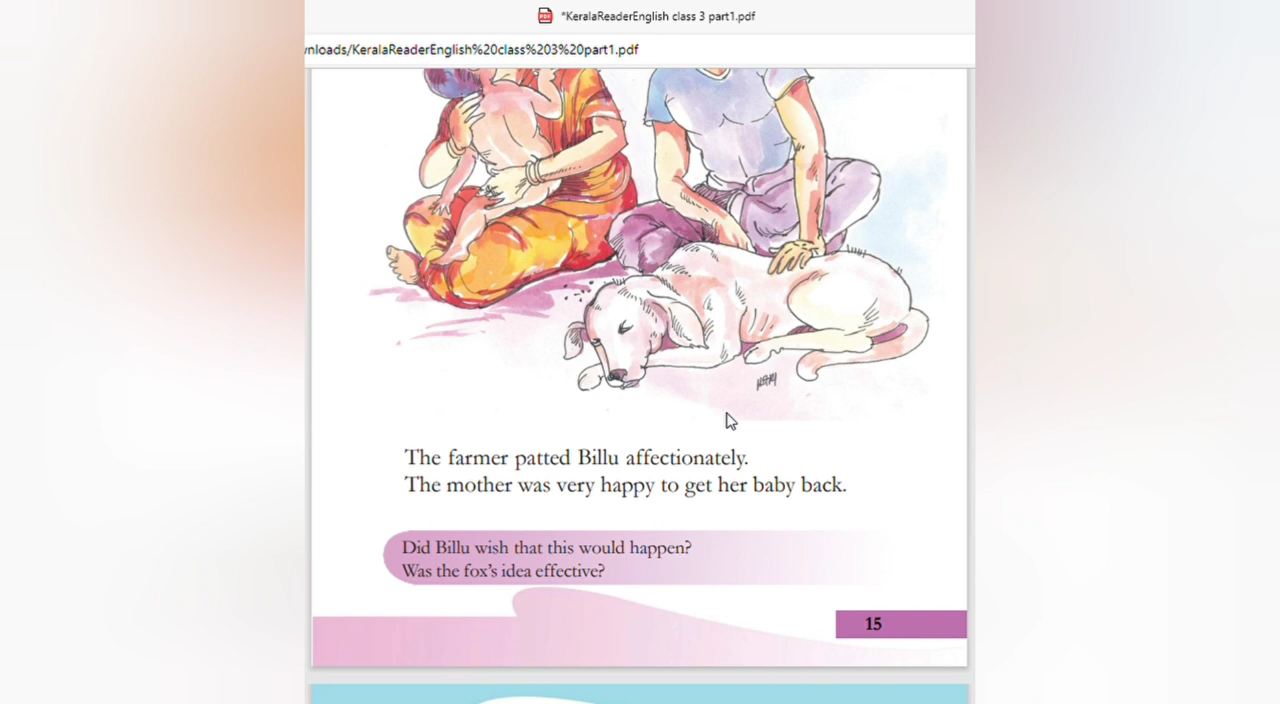 *KeralaReaderEnglish class 3 part1.pdf
nloads/KeralaReaderEnglish%20class%203%20part1.pdf
The farmer patted Billu affectionately.
The mother was very happy to get her baby back.
Did Billu wish that this would happen?
Was the fox's idea effective?
15